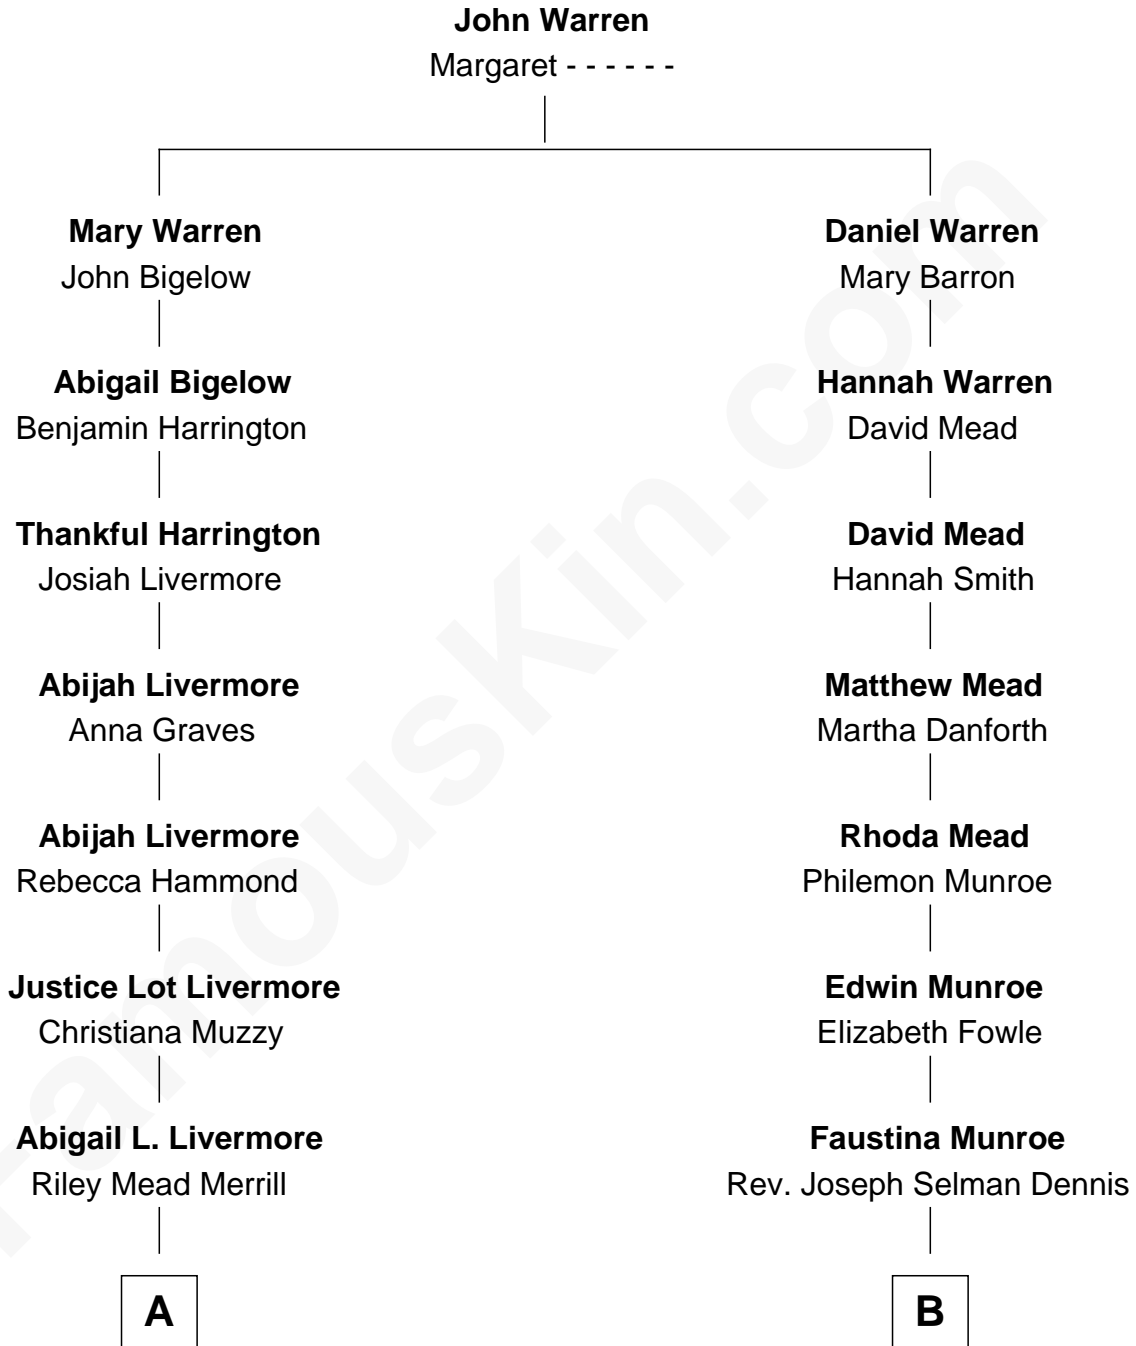 John Warren
Margaret - - - - - -
Mary Warren
John Bigelow
Daniel Warren
Mary Barron
Abigail Bigelow
Benjamin Harrington
Hannah Warren
David Mead
Thankful Harrington
Josiah Livermore
David Mead
Hannah Smith
Abijah Livermore
Anna Graves
Matthew Mead
Martha Danforth
Abijah Livermore
Rebecca Hammond
Rhoda Mead
Philemon Munroe
Justice Lot Livermore
Christiana Muzzy
Edwin Munroe
Elizabeth Fowle
Abigail L. Livermore
Riley Mead Merrill
Faustina Munroe
Rev. Joseph Selman Dennis
A
B
FamousKin.com